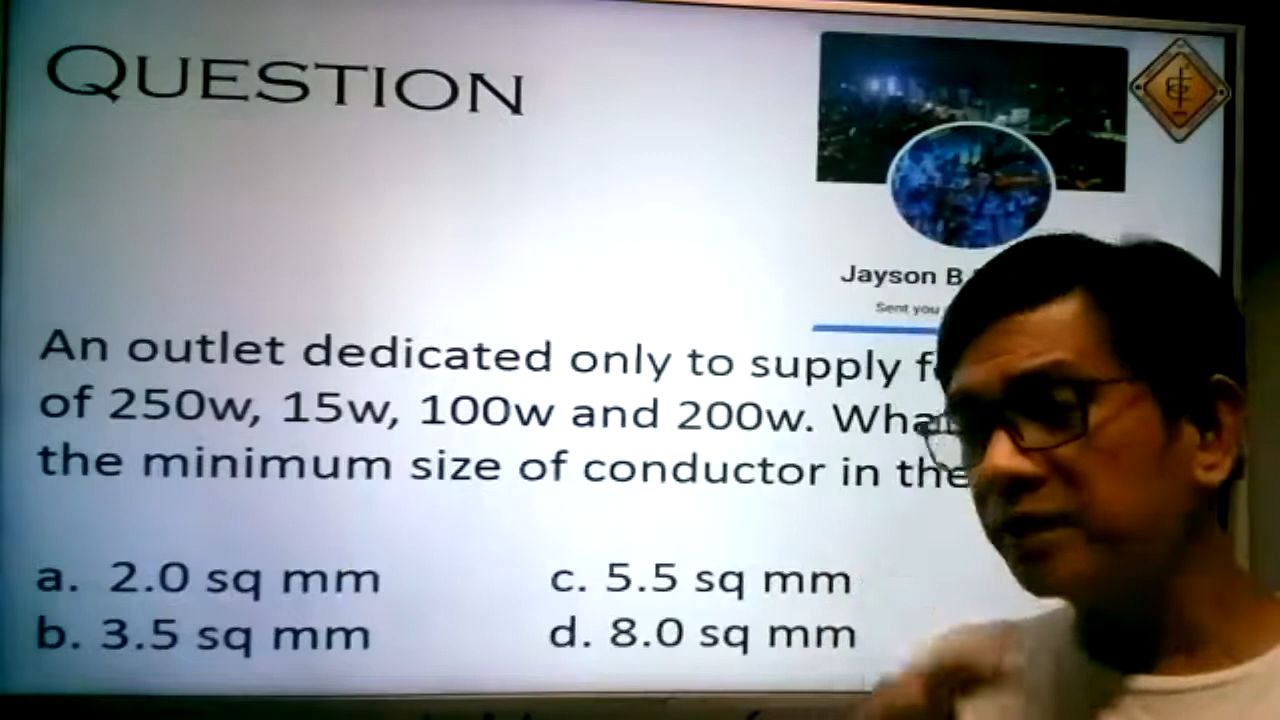 QUESTION
Jayson B
Sent you
An outlet dedicated only to supply
of 250w, 15w, 100w and 200w. What
the minimum size of conductor in the
a. 2.0 sq mm
c. 5.5 sq mm
b. 3.5 sq mm
d. 8.0 sq mm